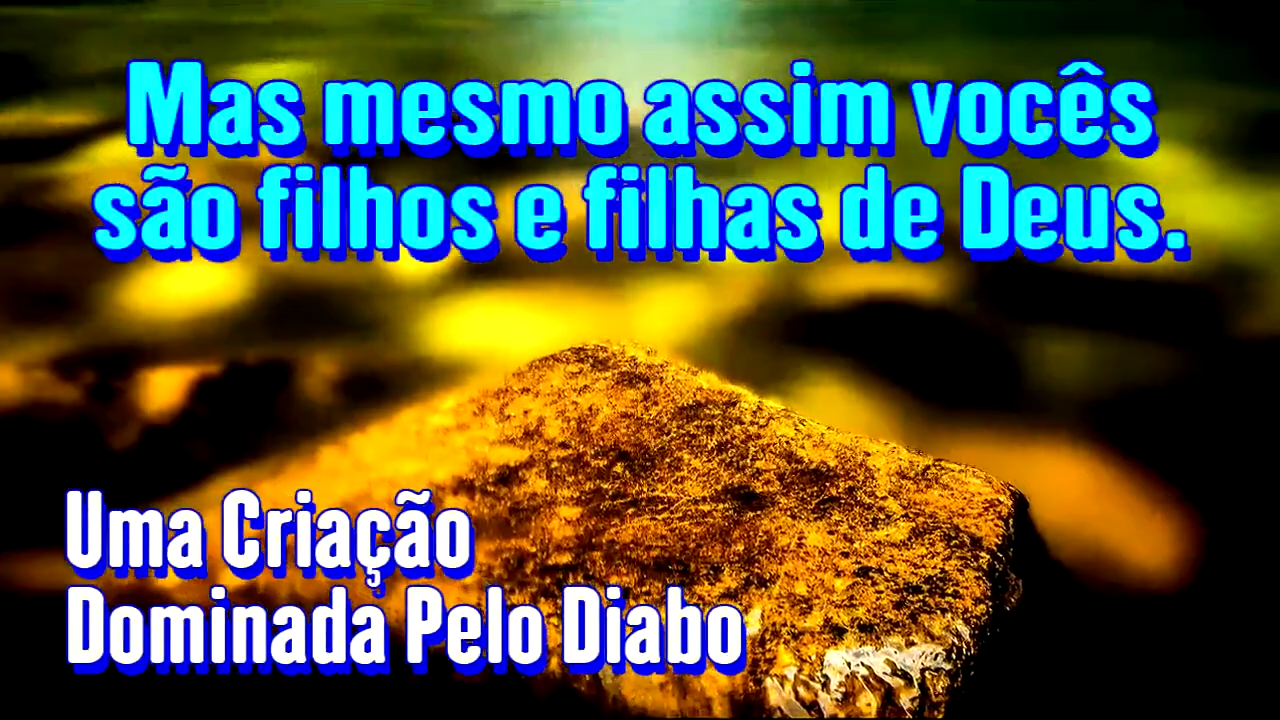 Mas mesmo assim vocês
são filhos e filhas de Deus.
Uma Criação
Dominada Pelo Diabo